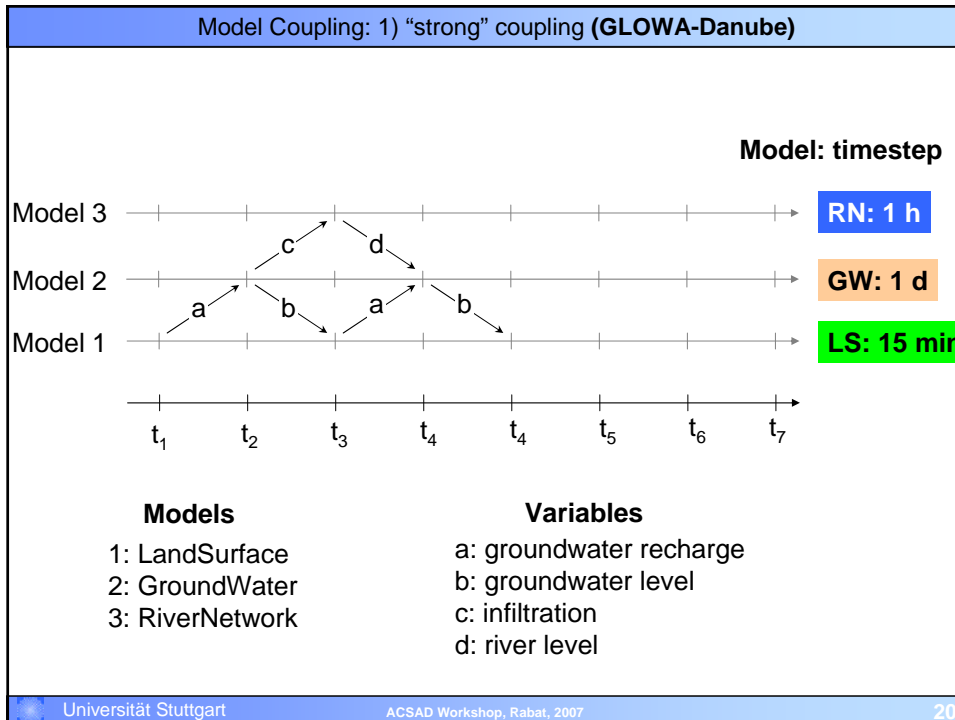 Model Coupling: 1) “strong” coupling (GLOWA-Danube)
Model: timestep
Model 3
RN: 1 h
c
d
Model 2
GW: 1 d
a
b
a
b
Model 1
LS: 15 min
t1 t2 t3 t4 t4 t5 t6 t7
Models
1: LandSurface
2: GroundWater
3: RiverNetwork
Variables
a: groundwater recharge
b: groundwater level
c: infiltration
d: river level
Universität Stuttgart ACSAD Workshop, Rabat, 2007 20